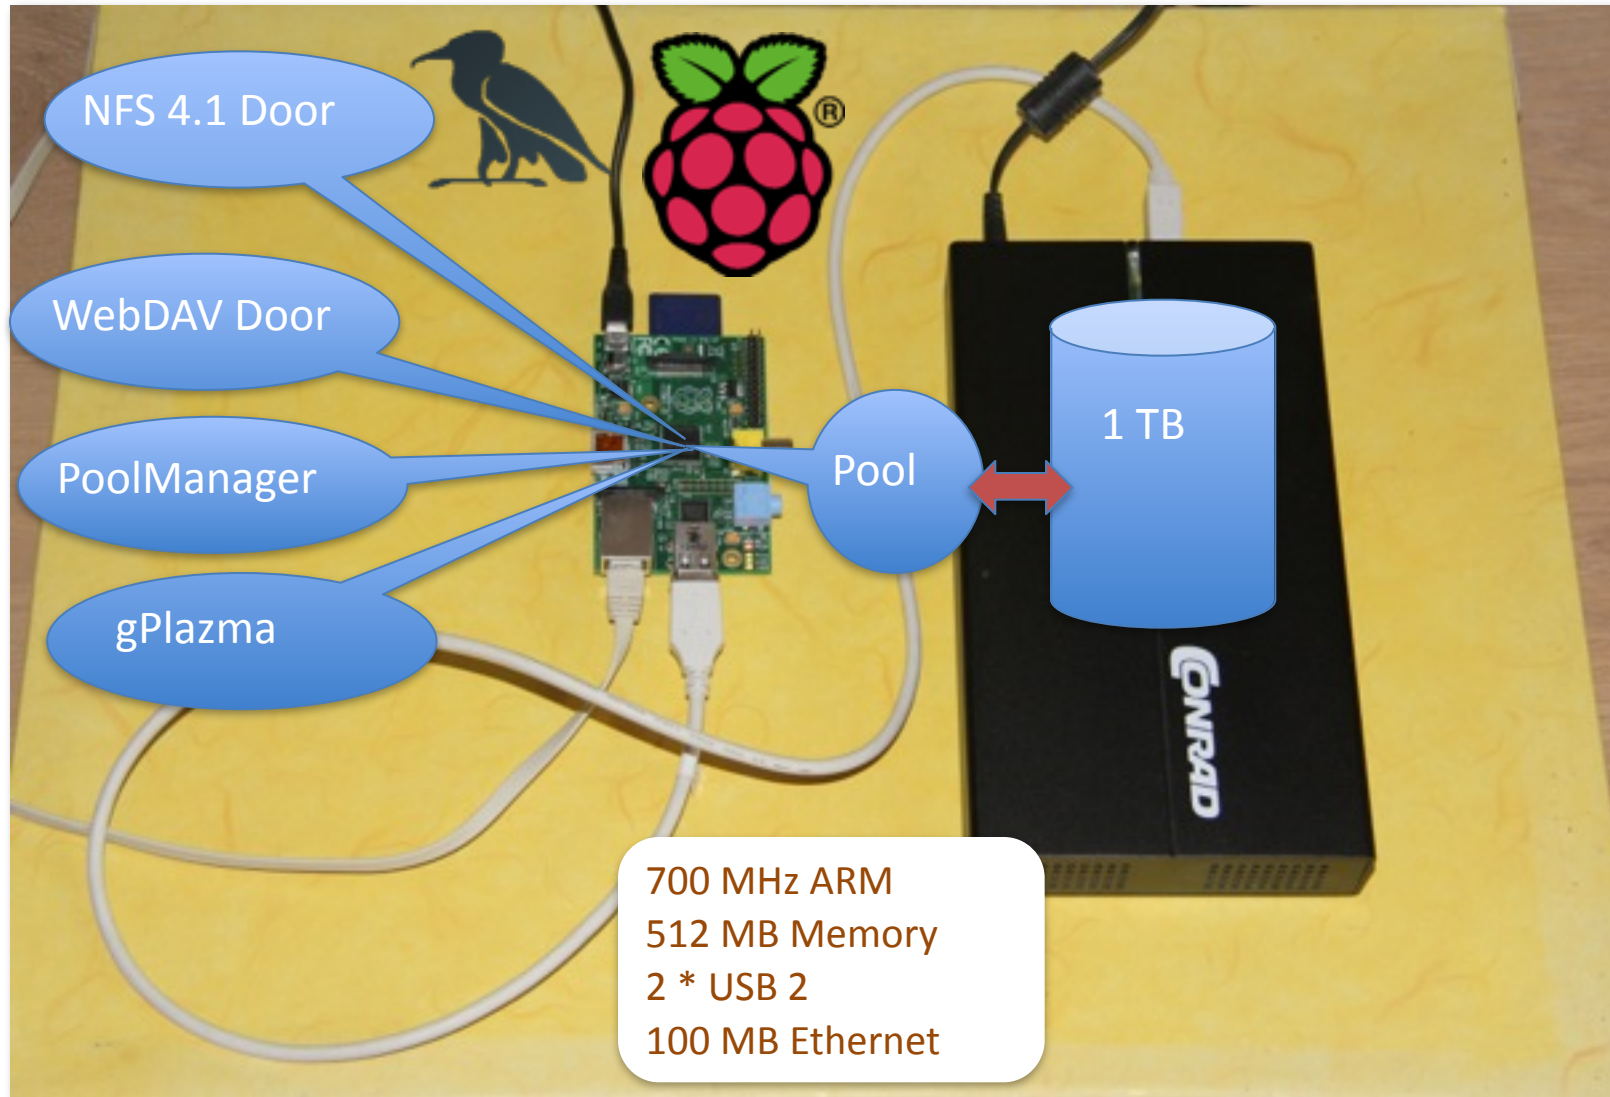 NFS 4.1 Door
®
WebDAV Door
PoolManager
gPlazma
Pool
1 TB
CONRAD
700 MHz ARM
512 MB Memory
2 * USB 2
100 MB Ethernet